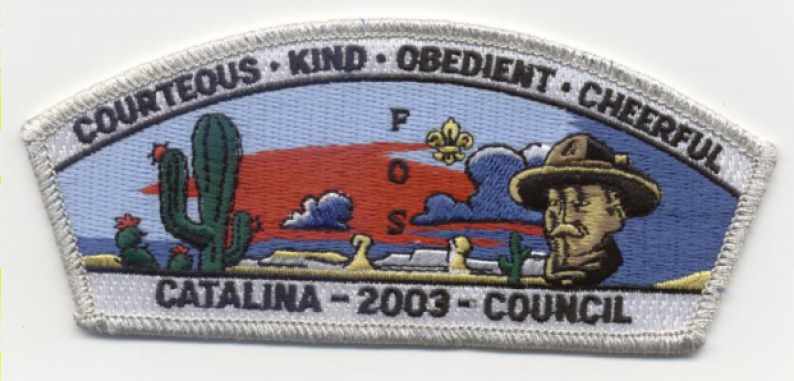 COURTEOUS · KIND · OBEDIENT · CHEERFUL
F
O
S
CATALINA - 2003 - COUNCIL